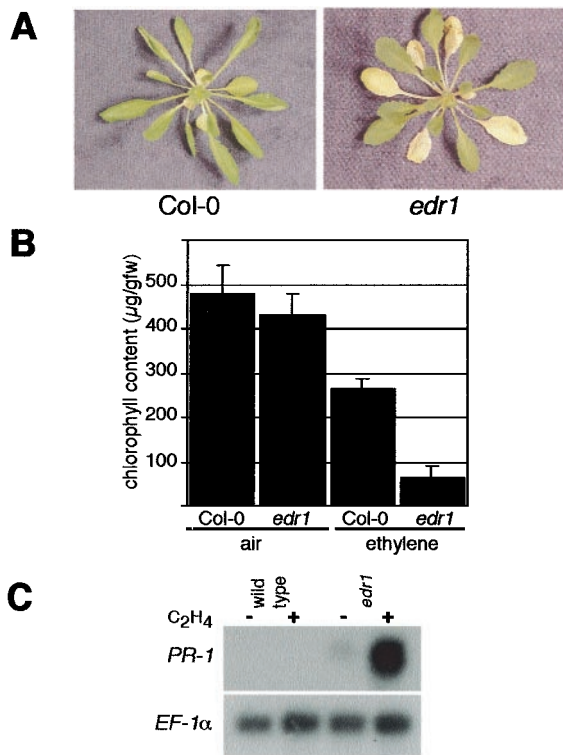 A
Col-0 edr1
B
chlorophyll content (µg/gfw)
500
400
300
200
100
Col-0 edr1 Col-0 edr1
air ethylene
C
wild type edr1
C₂H₄ - + - +
PR-1
EF-1α